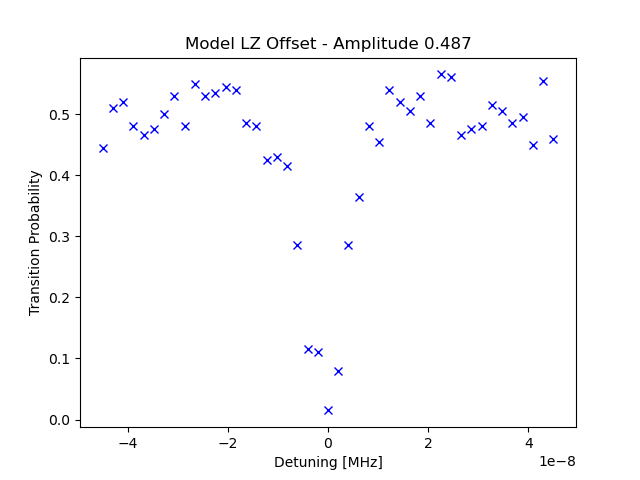 Model LZ Offset - Amplitude 0.487
Transition Probability
0.5
0.4
0.3
0.2
0.1
0.0
−4
−2
0
2
4
1e−8
Detuning [MHz]